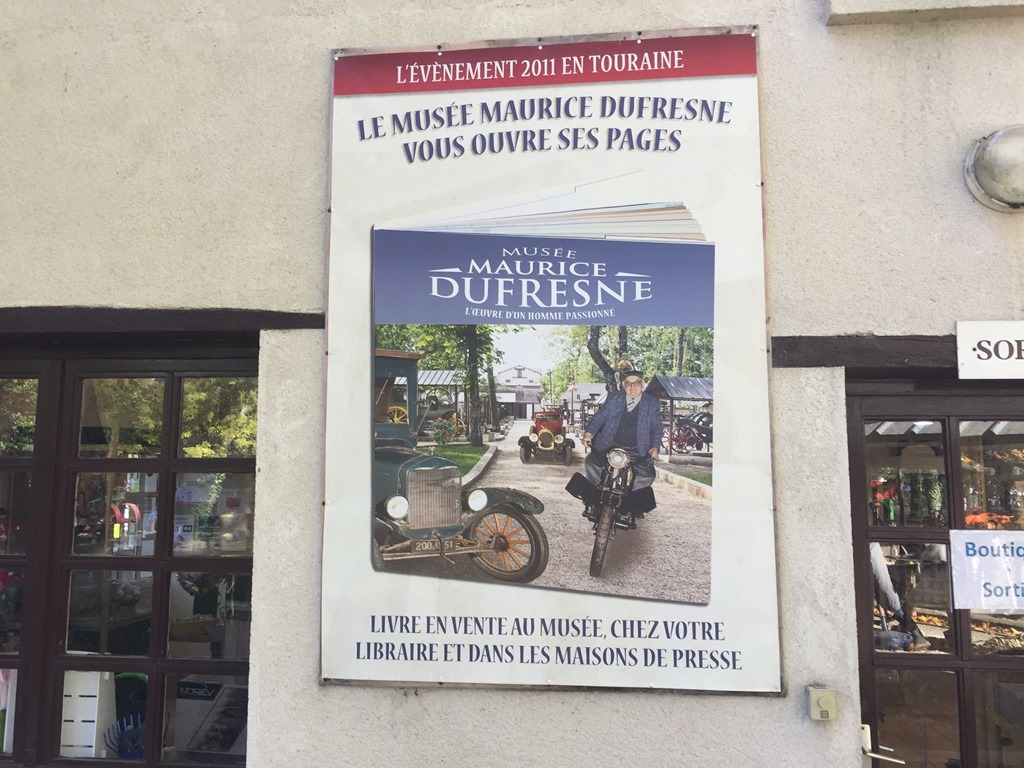 L'ÉVÈNEMENT 2011 EN TOURAINE
LE MUSÉE MAURICE DUFRESNE
VOUS OUVRE SES PAGES
MUSÉE
MAURICE
DUFRESNE
L'ŒUVRE D'UN HOMME PASSIONNÉ
LIVRE EN VENTE AU MUSÉE, CHEZ VOTRE
LIBRAIRE ET DANS LES MAISONS DE PRESSE
NOREV